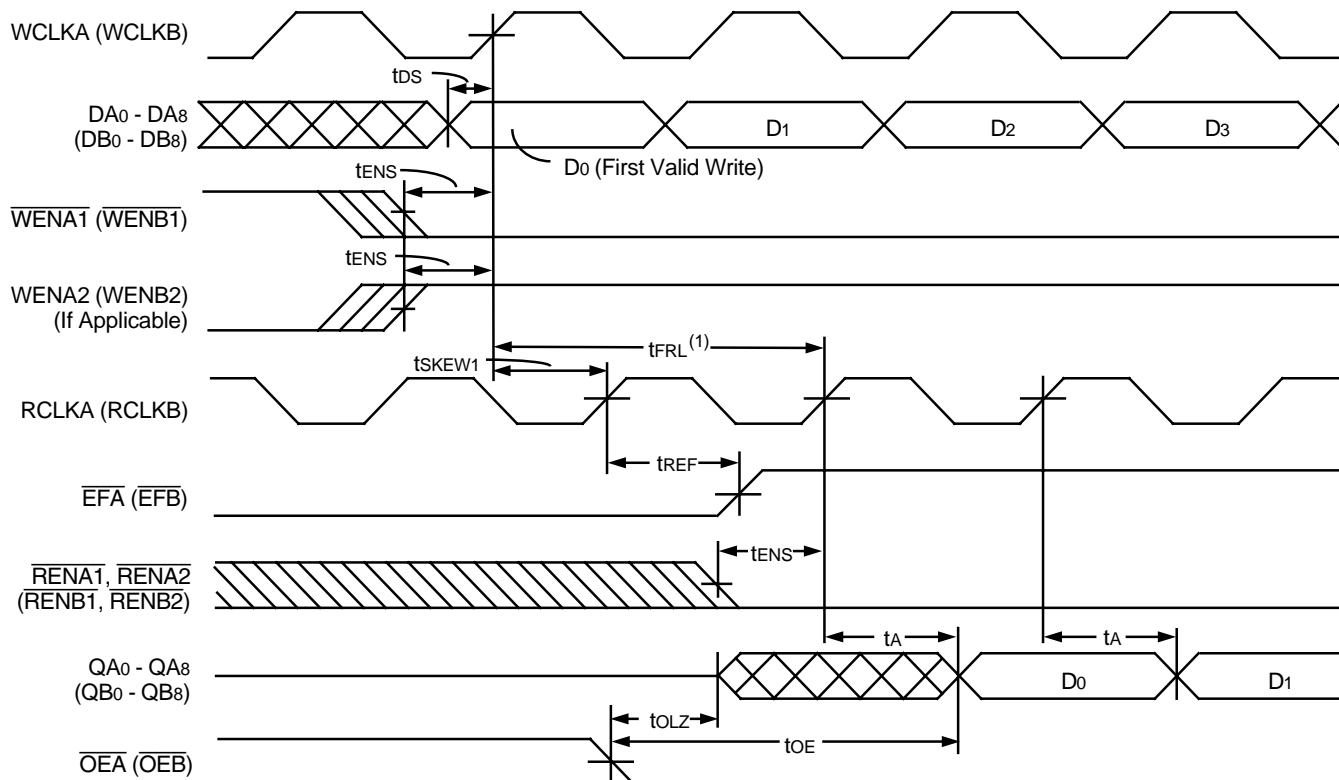 WCLKA (WCLKB)
tDS
DA0 - DA8
(DB0 - DB8)
D1
D2
D3
D0 (First Valid Write)
tENS
WENA1 (WENB1)
tENS
WENA2 (WENB2)
(If Applicable)
tFRL(1)
tSKEW1
RCLKA (RCLKB)
tREF
EFA (EFB)
tENS
RENA1, RENA2
(RENB1, RENB2)
tA
tA
QA0 - QA8
(QB0 - QB8)
D0
D1
tOLZ
tOE
OEA (OEB)